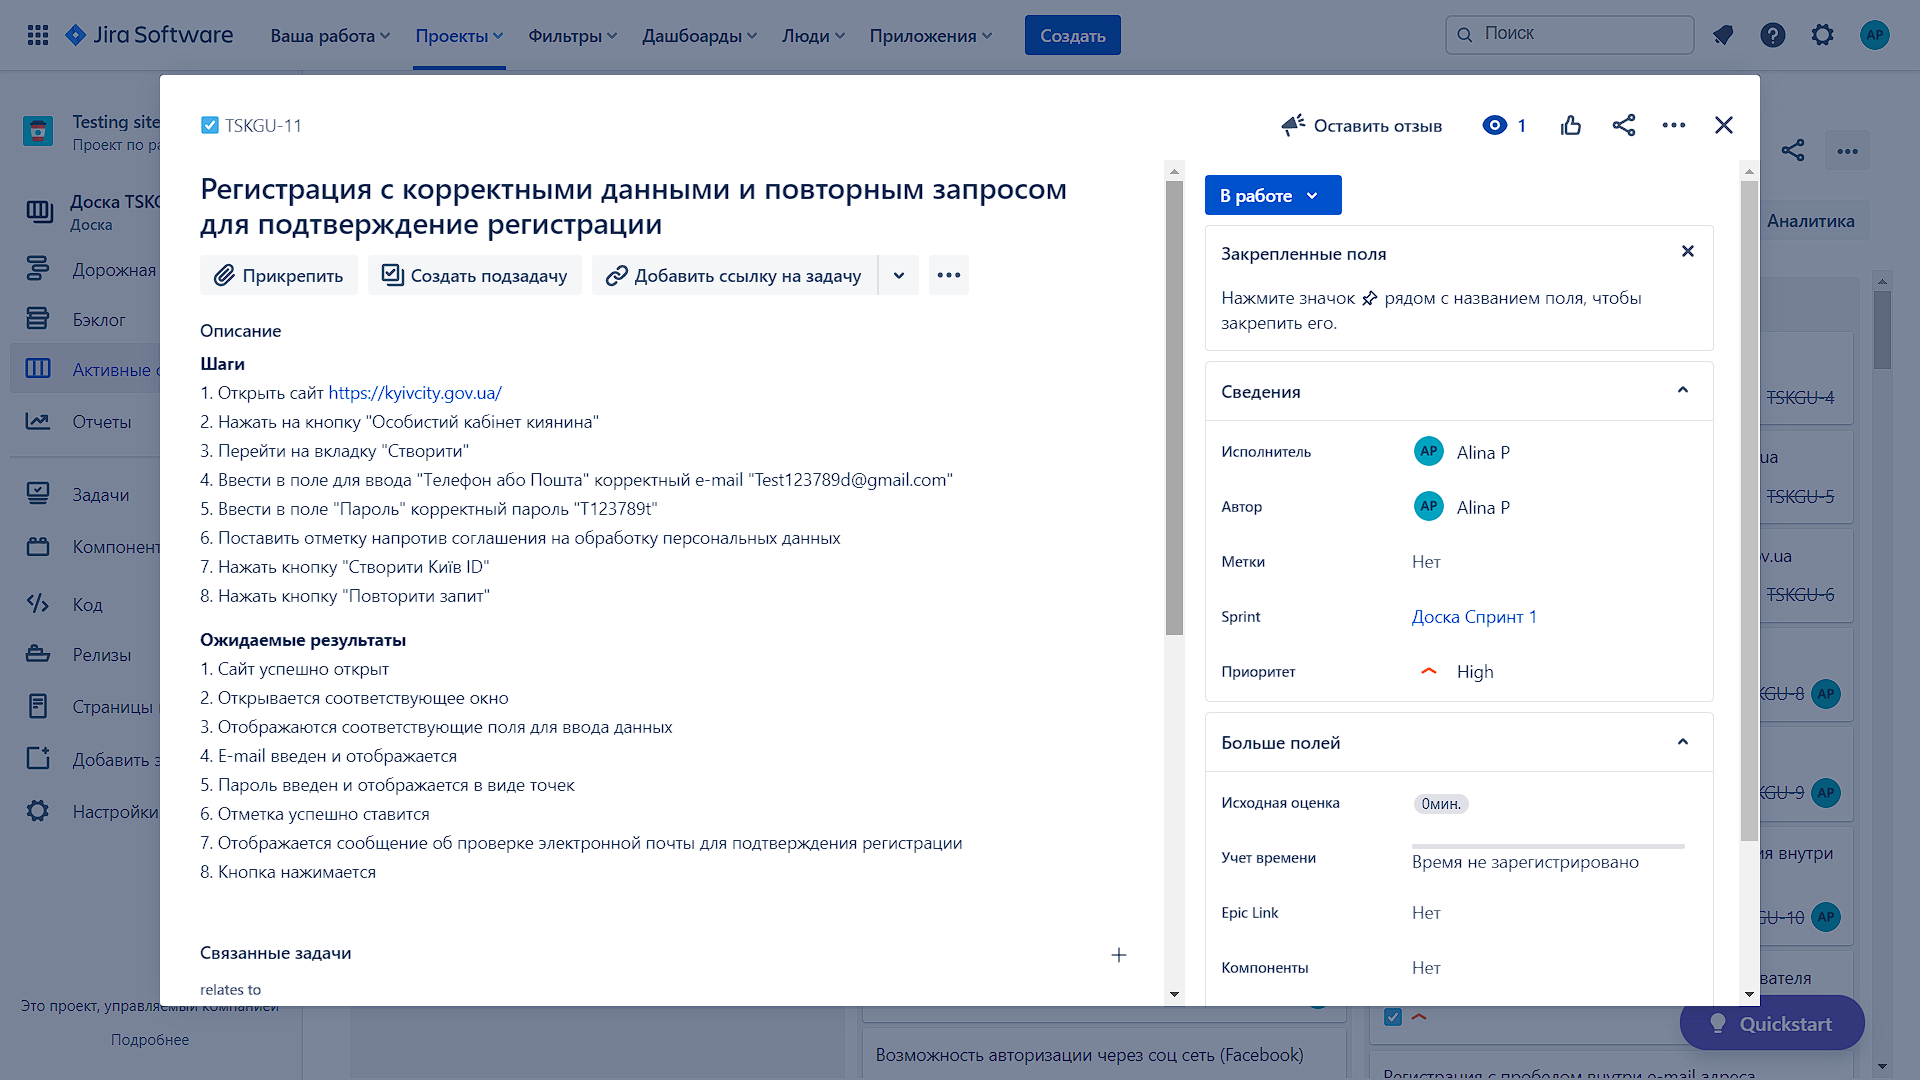 Jira Software
Ваша работа
Проекты
Фильтры
Дашбоарды
Люди
Приложения
Создать
Поиск
AP
Testing site
Проект по ра
Доска TSKG
Доска
Дорожная
Бэклог
Активные с
Отчеты
Задачи
Компонент
Код
Релизы
Страницы
Добавить э
Настройки
Это проект, управляемый компанией
Подробнее
TSKGU-11
Оставить отзыв
1
Регистрация с корректными данными и повторным запросом
для подтверждение регистрации
Прикрепить
Создать подзадачу
Добавить ссылку на задачу
Описание
Шаги
1. Открыть сайт https://kyivcity.gov.ua/
2. Нажать на кнопку "Особистий кабінет киянина"
3. Перейти на вкладку "Створити"
4. Ввести в поле для ввода "Телефон або Пошта" корректный e-mail "Test123789d@gmail.com"
5. Ввести в поле "Пароль" корректный пароль "T123789t"
6. Поставить отметку напротив соглашения на обработку персональных данных
7. Нажать кнопку "Створити Київ ID"
8. Нажать кнопку "Повторити запит"
Ожидаемые результаты
1. Сайт успешно открыт
2. Открывается соответствующее окно
3. Отображаются соответствующие поля для ввода данных
4. E-mail введен и отображается
5. Пароль введен и отображается в виде точек
6. Отметка успешно ставится
7. Отображается сообщение об проверке электронной почты для подтверждения регистрации
8. Кнопка нажимается
Связанные задачи
relates to
В работе
Закрепленные поля
Нажмите значок рядом с названием поля, чтобы
закрепить его.
Сведения
Исполнитель
AP Alina P
Автор
AP Alina P
Метки
Нет
Sprint
Доска Спринт 1
Приоритет
High
Больше полей
Исходная оценка
0мин.
Учет времени
Время не зарегистрировано
Epic Link
Нет
Компоненты
Нет
Аналитика
TSKGU-4
ua
TSKGU-5
v.ua
TSKGU-6
KGU-8 AP
KGU-9 AP
ия внутри
GU-10 AP
вателя
Quickstart
Возможность авторизации через соц сеть (Facebook)
Регистрация с пробелом внутри e-mail адреса